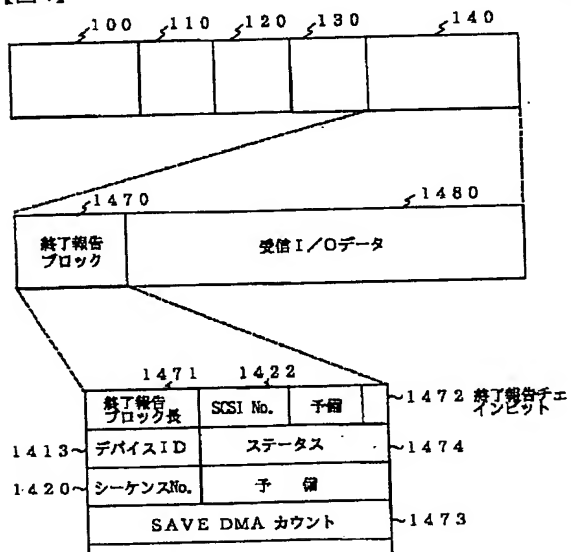 100 110 120 130 140
1470 1480
終了報告
ブロック
受信I/Oデータ
1471 1422
終了報告
ブロック長
SCSI No.
予備
1472 終了報告チェ
インビット
1413 デバイスID ステータス 1474
1420 シーケンスNo. 予 備
SAVE DMA カウント 1473